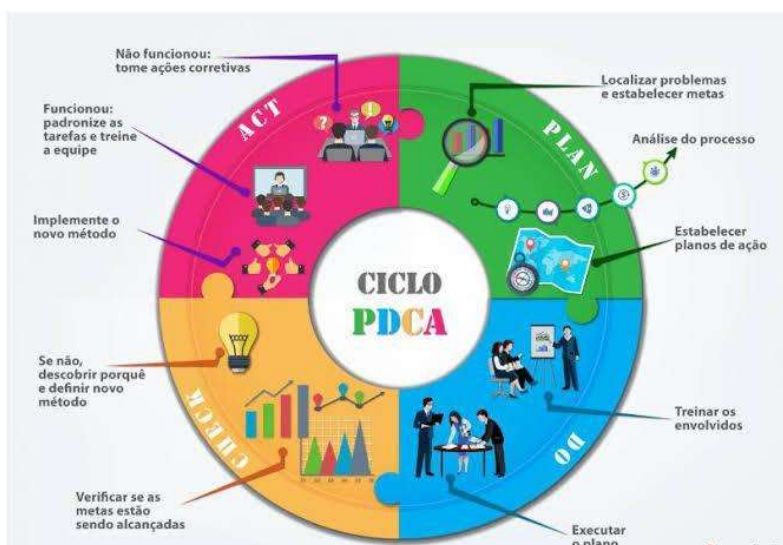 Não funcionou:
tome ações corretivas
Funcionou:
padronize as
tarefas e treine
a equipe
Implemente o
novo método
ACT
Localizar problemas
e estabelecer metas
PLAN
Análise do processo
Estabelecer
planos de ação
CICLO
PDCA
Se não,
descobrir porquê
e definir novo
método
CHECK
Verificar se as
metas estão
sendo alcançadas
DO
Treinar os
envolvidos
Executar
o plano